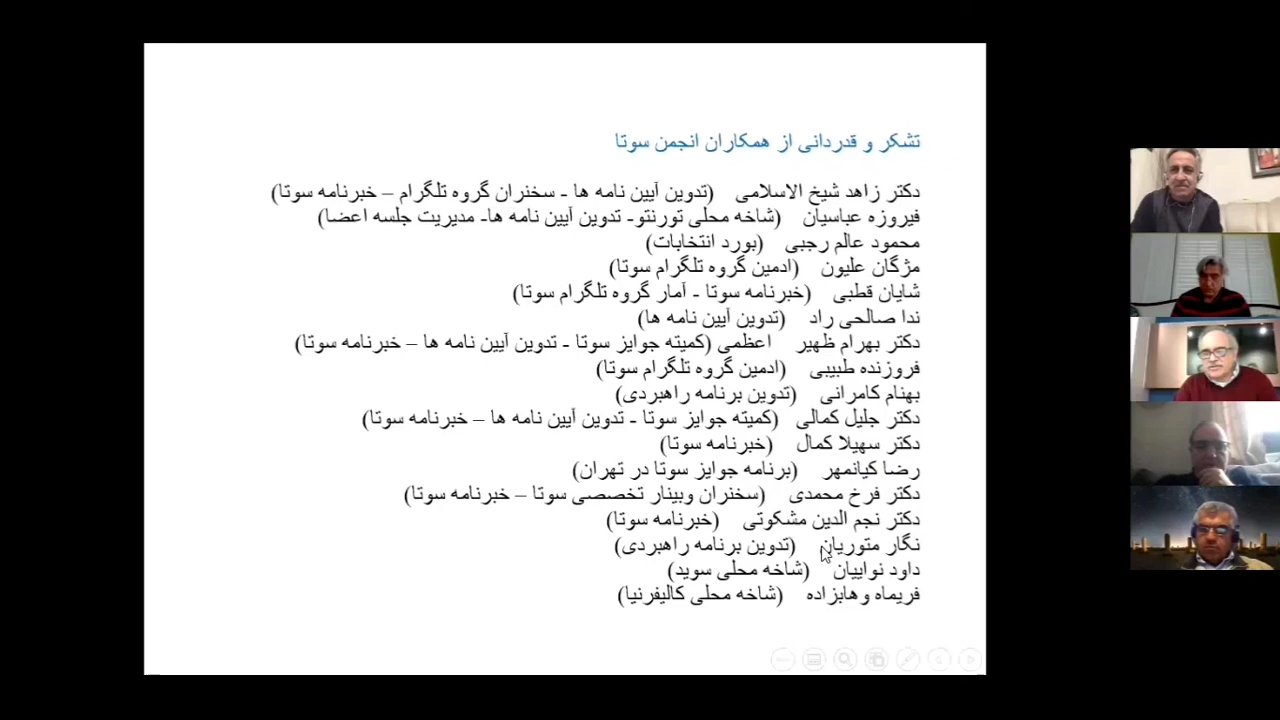 تشکر و قدردانی از همکاران انجمن سوتا
دکتر زاهد شیخ الاسلامی (تدوین آیین نامه ها - سخنران گروه تلگرام – خبرنامه سوتا)
فیروزه عباسیان (شاخه محلی تورنتو- تدوین آیین نامه ها- مدیریت جلسه اعضا)
محمود عالم رجبی (بورد انتخابات)
مژگان علیون (ادمین گروه تلگرام سوتا)
شایان قطبی (خبرنامه سوتا - آمار گروه تلگرام سوتا)
ندا صالحی راد (تدوین آیین نامه ها)
دکتر بهرام ظهیر اعظمی (کمیته جوایز سوتا - تدوین آیین نامه ها – خبرنامه سوتا)
فروزنده طبیبی (ادمین گروه تلگرام سوتا)
بهنام کامرانی (تدوین برنامه راهبردی)
دکتر جلیل کمالی (کمیته جوایز سوتا - تدوین آیین نامه ها – خبرنامه سوتا)
دکتر سهیلا کمال (خبرنامه سوتا)
رضا کیانمهر (برنامه جوایز سوتا در تهران)
دکتر فرخ محمدی (سخنران وبینار تخصصی سوتا – خبرنامه سوتا)
دکتر نجم الدین مشکوتی (خبرنامه سوتا)
نگار متوریان (تدوین برنامه راهبردی)
داود نواییان (شاخه محلی سوید)
فریماه وهابزاده (شاخه محلی کالیفرنیا)